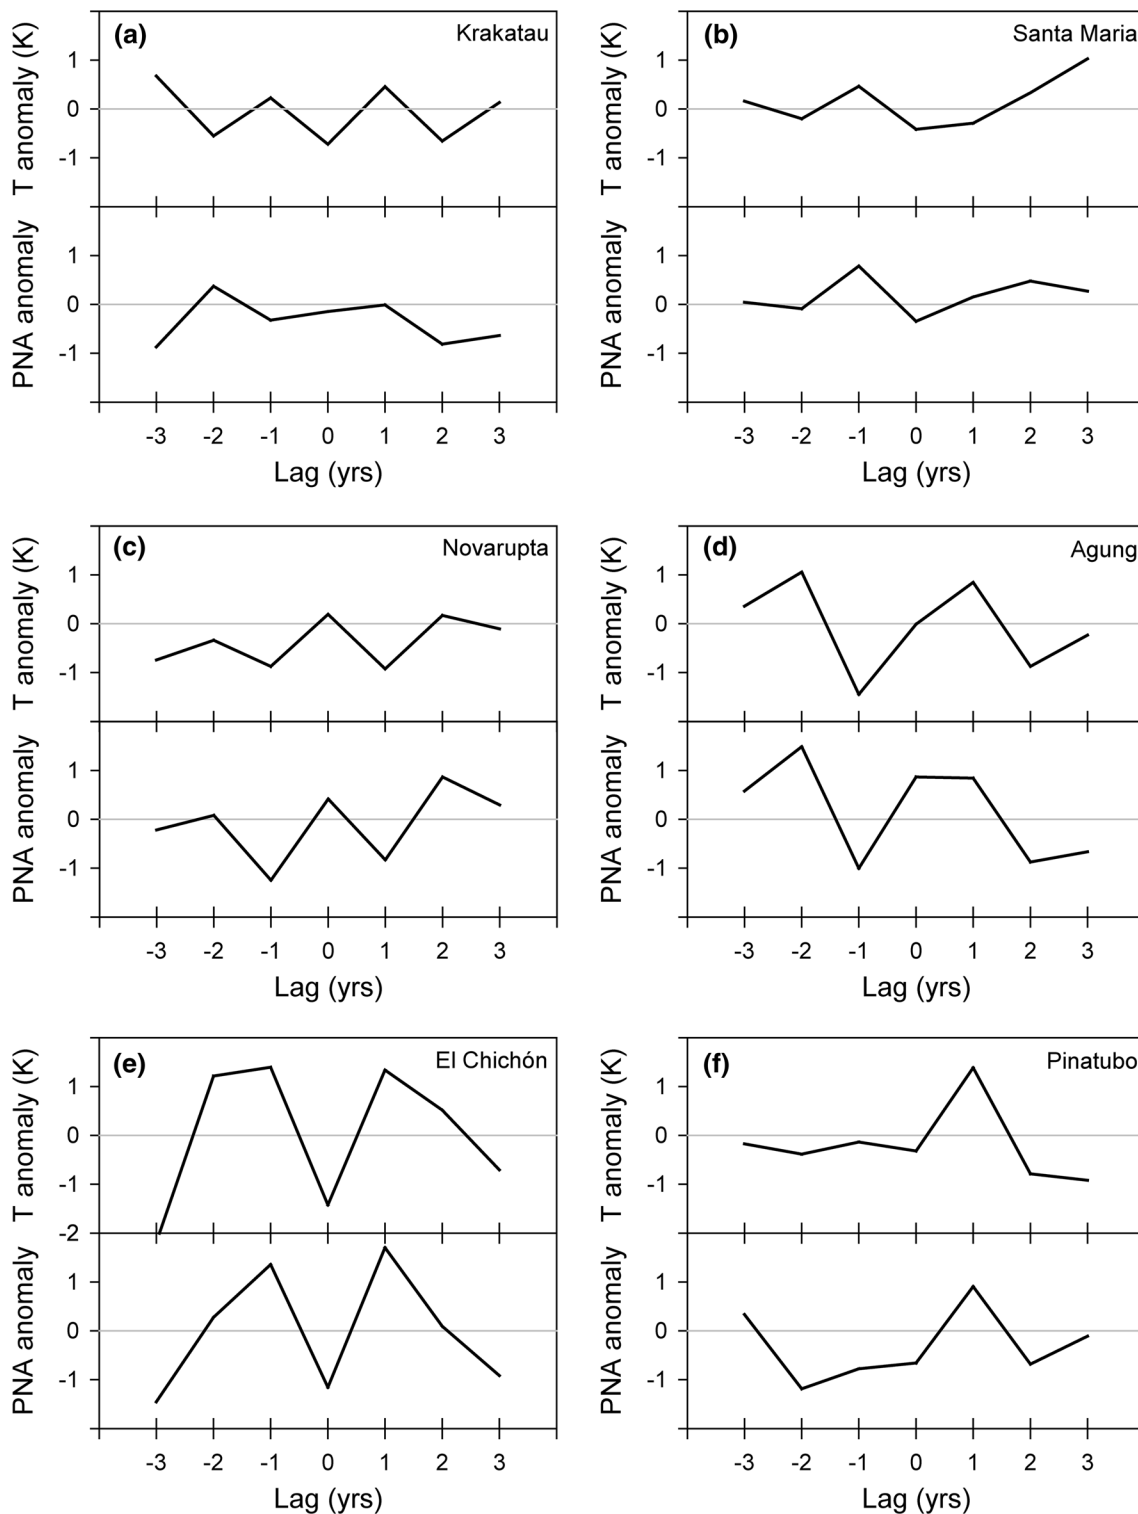 (a) Krakatau
T anomaly (K)
1
0
-1
PNA anomaly
1
0
-1
-3 -2 -1 0 1 2 3
Lag (yrs)
(b) Santa Maria
T anomaly (K)
1
0
-1
PNA anomaly
1
0
-1
-3 -2 -1 0 1 2 3
Lag (yrs)
(c) Novarupta
T anomaly (K)
1
0
-1
PNA anomaly
1
0
-1
-3 -2 -1 0 1 2 3
Lag (yrs)
(d) Agung
T anomaly (K)
1
0
-1
PNA anomaly
1
0
-1
-3 -2 -1 0 1 2 3
Lag (yrs)
(e) El Chichón
T anomaly (K)
1
0
-1
-2
PNA anomaly
1
0
-1
-3 -2 -1 0 1 2 3
Lag (yrs)
(f) Pinatubo
T anomaly (K)
1
0
-1
PNA anomaly
1
0
-1
-3 -2 -1 0 1 2 3
Lag (yrs)